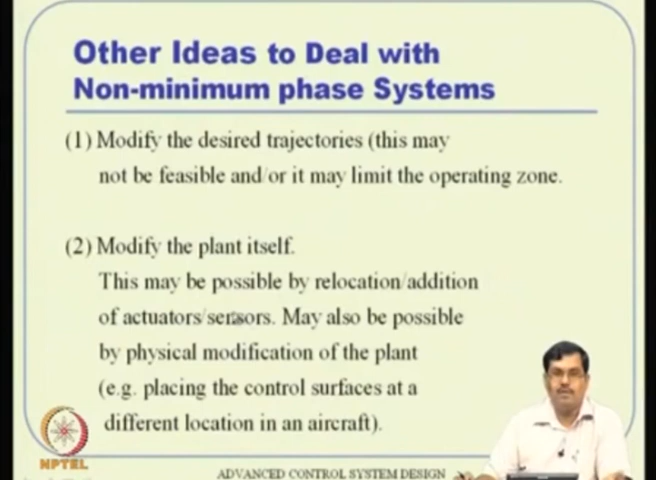 Other Ideas to Deal with
Non-minimum phase Systems
(1) Modify the desired trajectories (this may
not be feasible and/or it may limit the operating zone.
(2) Modify the plant itself.
This may be possible by relocation/addition
of actuators/sensors. May also be possible
by physical modification of the plant
(e.g. placing the control surfaces at a
different location in an aircraft).
NPTEL
ADVANCED CONTROL SYSTEM DESIGN